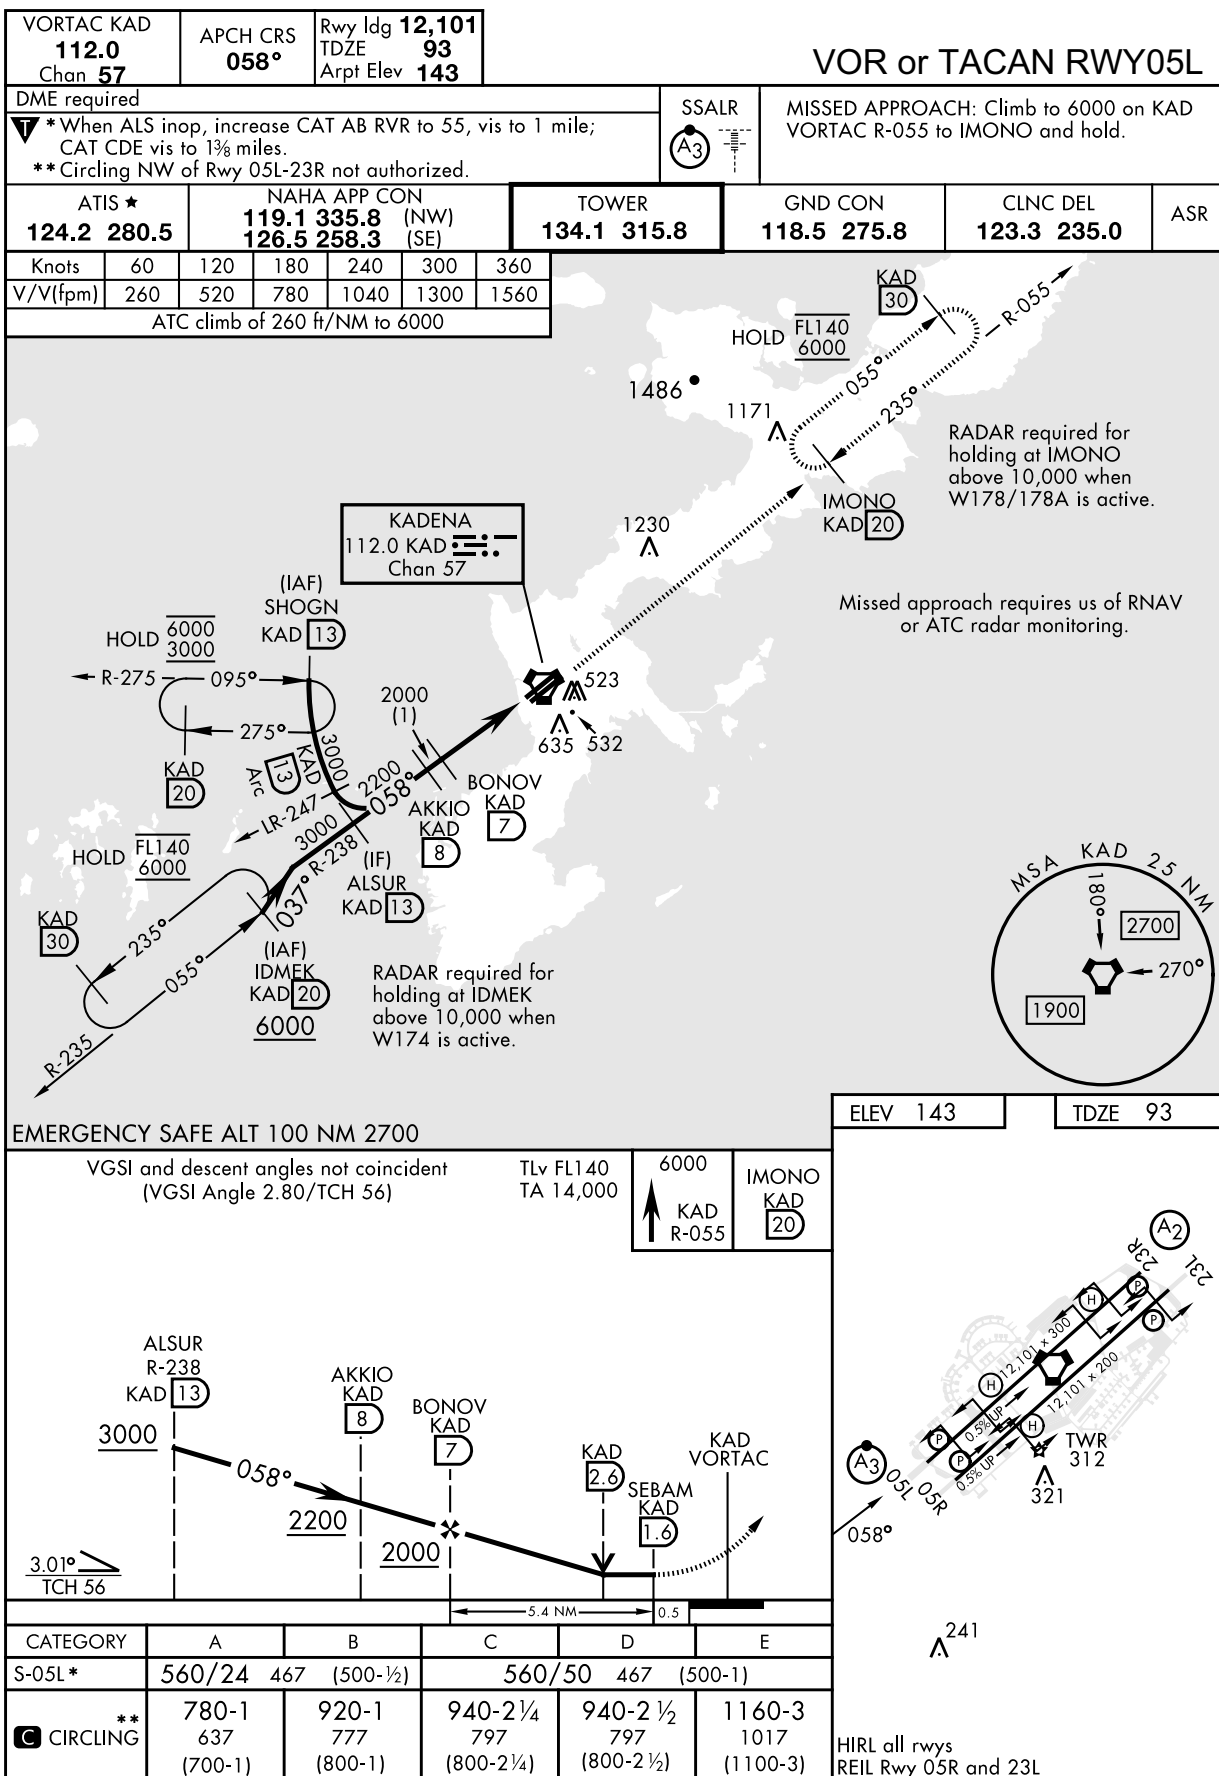 VORTAC KAD
112.0
Chan 57
APCH CRS
058°
Rwy ldg 12,101
TDZE 93
Arpt Elev 143
VOR or TACAN RWY05L
DME required
T * When ALS inop, increase CAT AB RVR to 55, vis to 1 mile;
CAT CDE vis to 1⅜ miles.
** Circling NW of Rwy 05L-23R not authorized.
SSALR
A3
MISSED APPROACH: Climb to 6000 on KAD
VORTAC R-055 to IMONO and hold.
ATIS ★
124.2 280.5
NAHA APP CON
119.1 335.8 (NW)
126.5 258.3 (SE)
TOWER
134.1 315.8
GND CON
118.5 275.8
CLNC DEL
123.3 235.0
ASR
Knots 60 120 180 240 300 360
V/V(fpm) 260 520 780 1040 1300 1560
ATC climb of 260 ft/NM to 6000
KAD
30
R-055
HOLD FL140
6000
055°
235°
1486
1171
RADAR required for
holding at IMONO
above 10,000 when
W178/178A is active.
IMONO
KAD 20
KADENA
112.0 KAD
Chan 57
1230
Missed approach requires us of RNAV
or ATC radar monitoring.
(IAF)
SHOGN
KAD 13
HOLD 6000
3000
R-275
095°
275°
KAD
20
3000
KAD
13
Arc
LR-247
2000
(1)
2200
058°
523
635
532
BONOV
KAD
7
AKKIO
KAD
8
HOLD FL140
6000
3000
R-238
037°
(IF)
ALSUR
KAD 13
KAD
30
235°
055°
R-235
(IAF)
IDMEK
KAD 20
6000
RADAR required for
holding at IDMEK
above 10,000 when
W174 is active.
MSA KAD 25 NM
180°
2700
270°
1900
EMERGENCY SAFE ALT 100 NM 2700
ELEV 143
TDZE 93
VGSI and descent angles not coincident
(VGSI Angle 2.80/TCH 56)
TLv FL140
TA 14,000
6000
KAD
R-055
IMONO
KAD
20
ALSUR
R-238
KAD 13
3000
058°
AKKIO
KAD
8
2200
BONOV
KAD
7
2000
KAD
2.6
SEBAM
KAD
1.6
KAD
VORTAC
3.01°
TCH 56
5.4 NM
0.5
A2
23R
23L
P
H
P
12,101 x 300
H
12,101 x 200
0.5% UP
H
P
P
0.5% UP
TWR
312
321
A3
05L
05R
058°
241
HIRL all rwys
REIL Rwy 05R and 23L
CATEGORY A B C D E
S-05L* 560/24 467 (500-½) 560/50 467 (500-1)
**
C CIRCLING
780-1
637
(700-1)
920-1
777
(800-1)
940-2¼
797
(800-2¼)
940-2½
797
(800-2½)
1160-3
1017
(1100-3)